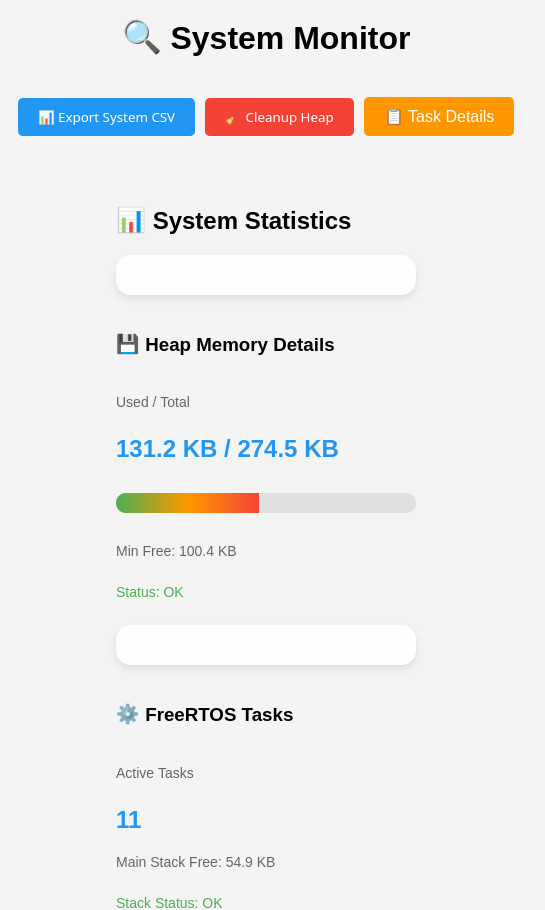 🔍 System Monitor
📊 Export System CSV
🧹 Cleanup Heap
📋 Task Details
📊 System Statistics
💾 Heap Memory Details
Used / Total
131.2 KB / 274.5 KB
Min Free: 100.4 KB
Status: OK
⚙️ FreeRTOS Tasks
Active Tasks
11
Main Stack Free: 54.9 KB
Stack Status: OK